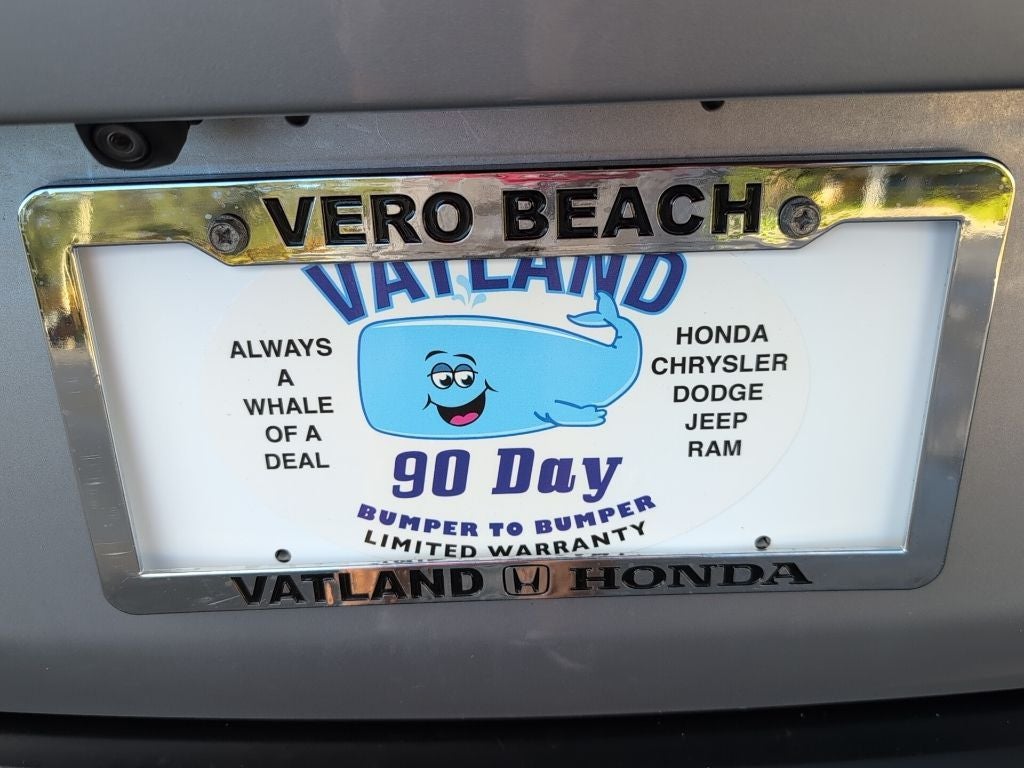 VERO BEACH
VATLAND
ALWAYS
A
WHALE
OF A
DEAL
HONDA
CHRYSLER
DODGE
JEEP
RAM
90 Day
BUMPER TO BUMPER
LIMITED WARRANTY
VATLAND H HONDA